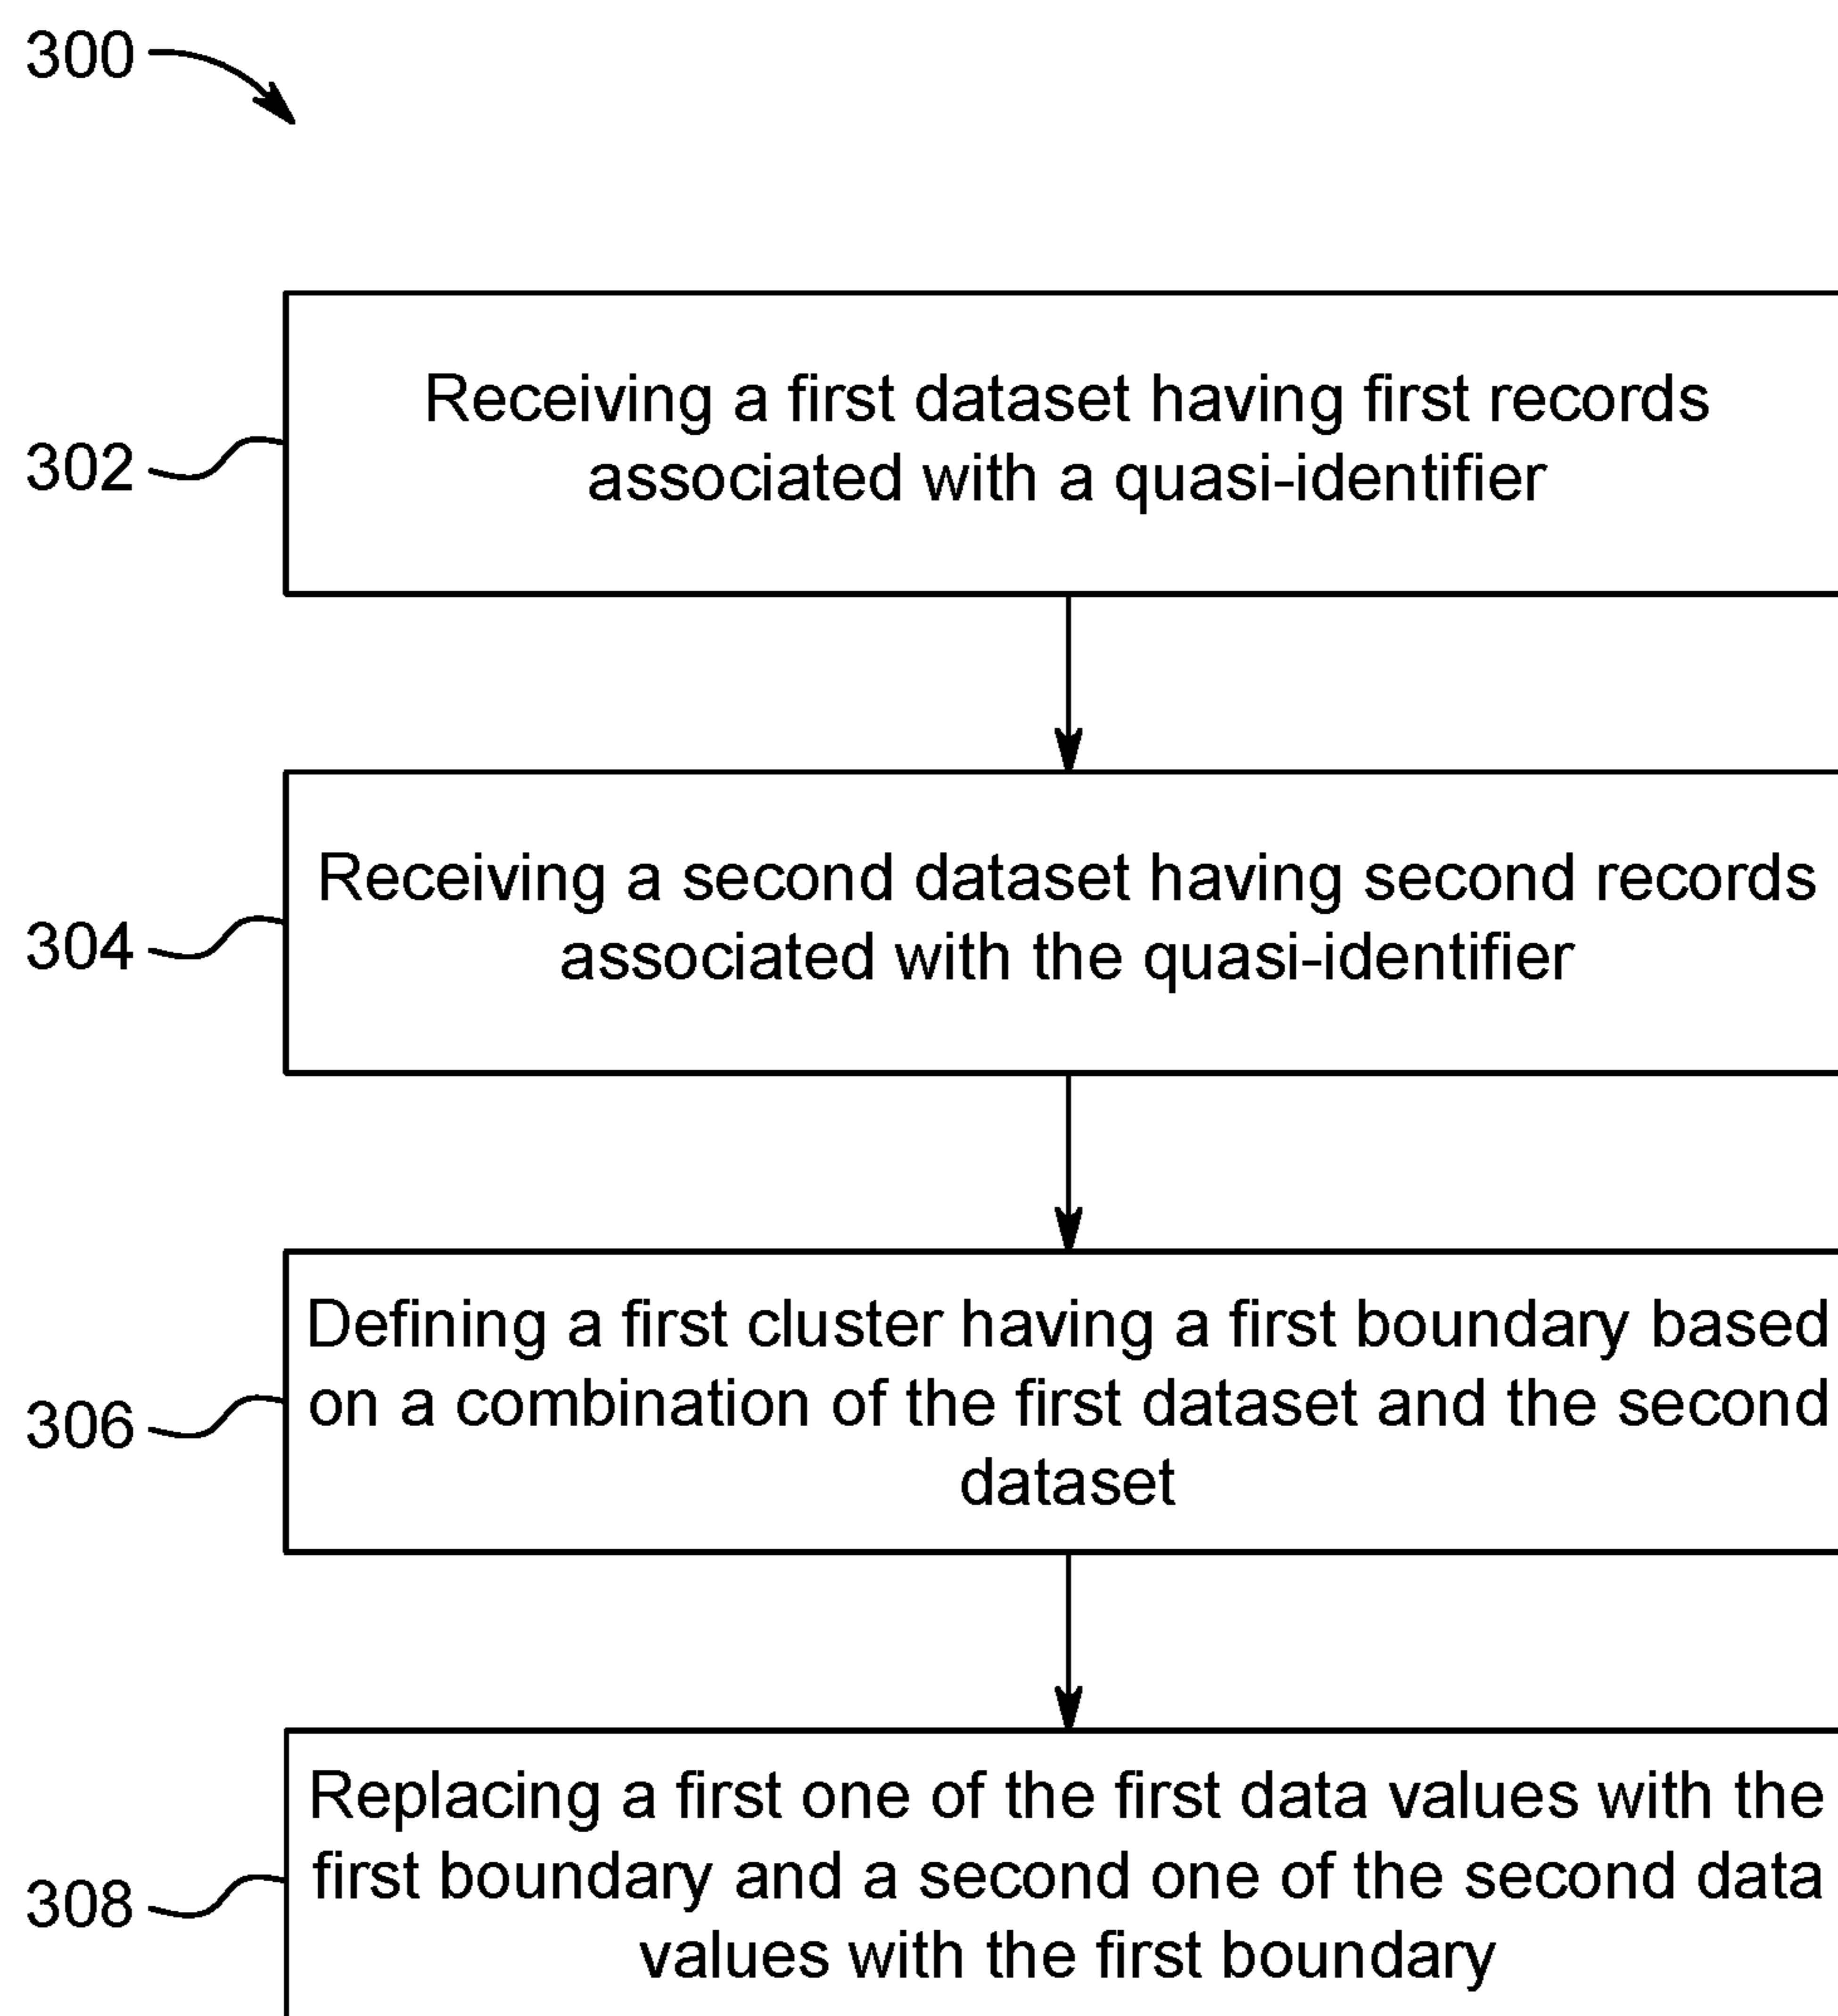 300
302
Receiving a first dataset having first records
associated with a quasi-identifier
304
Receiving a second dataset having second records
associated with the quasi-identifier
306
Defining a first cluster having a first boundary based
on a combination of the first dataset and the second
dataset
308
Replacing a first one of the first data values with the
first boundary and a second one of the second data
values with the first boundary